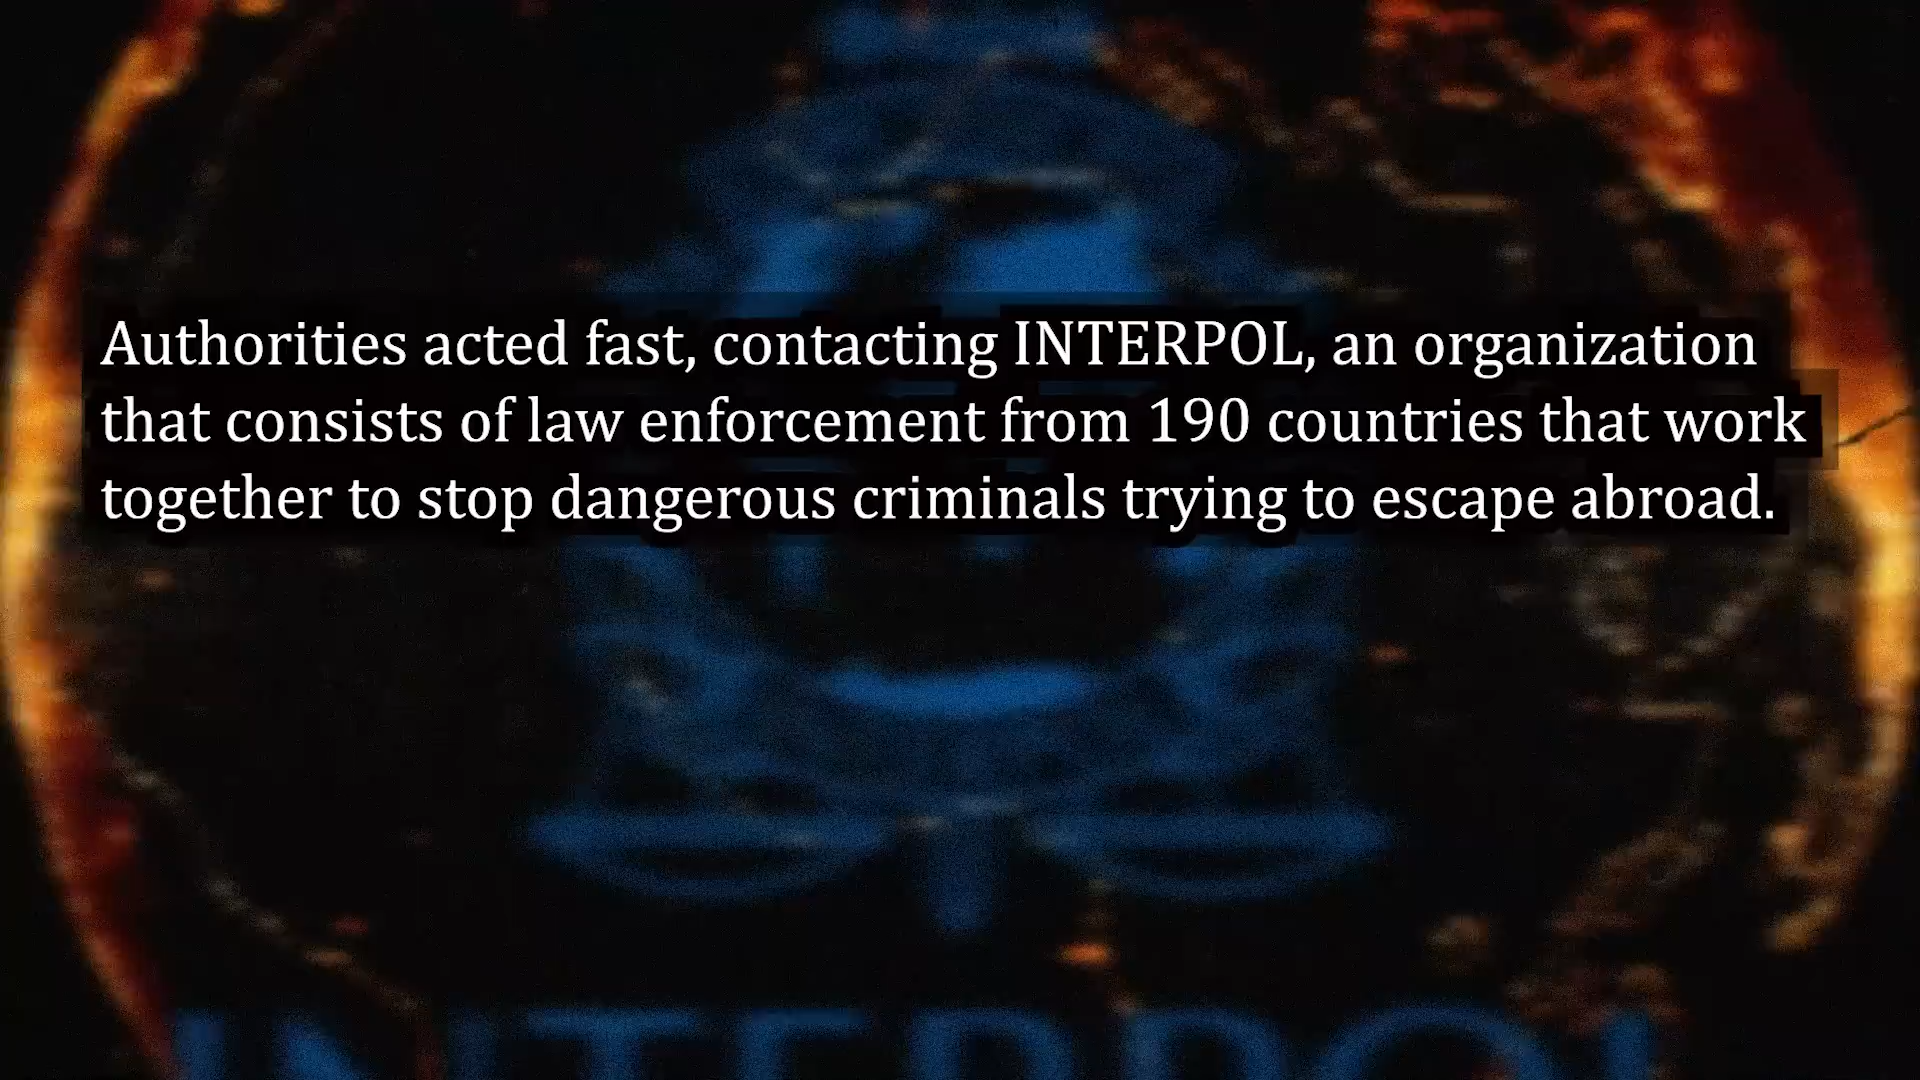 Authorities acted fast, contacting INTERPOL, an organization
that consists of law enforcement from 190 countries that work
together to stop dangerous criminals trying to escape abroad.
INTERPOL